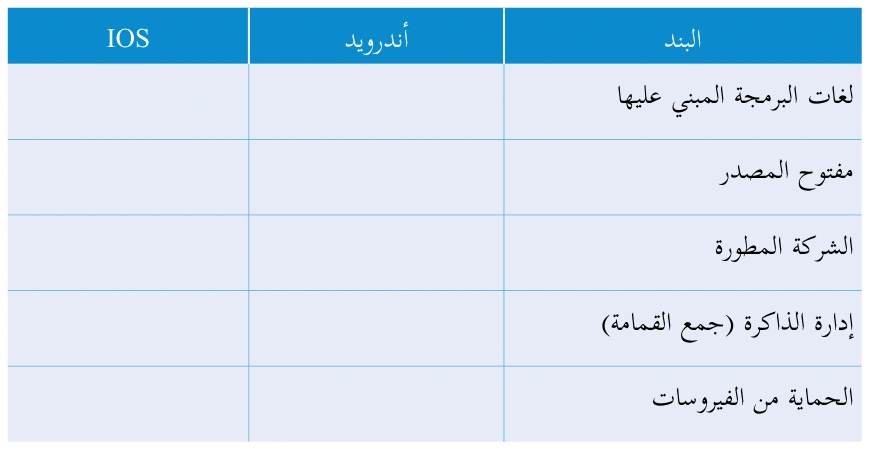 البند أندرويد IOS
لغات البرمجة المبني عليها
مفتوح المصدر
الشركة المطورة
إدارة الذاكرة (جمع القمامة)
الحماية من الفيروسات